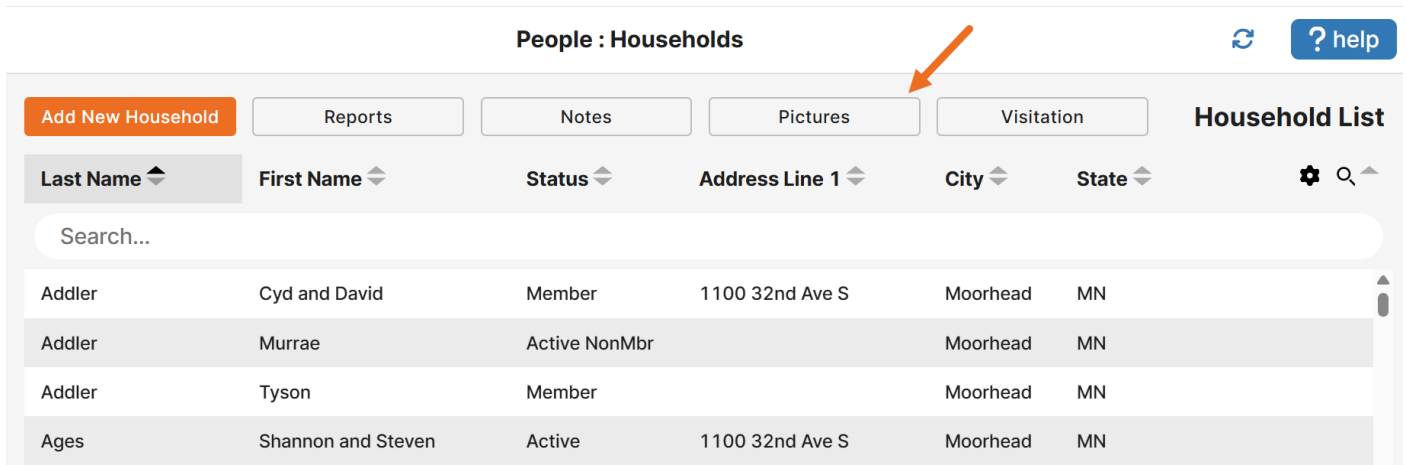 People : Households
? help
Add New Household Reports Notes Pictures Visitation Household List
Last Name First Name Status Address Line 1 City State
Search...
Addler Cyd and David Member 1100 32nd Ave S Moorhead MN
Addler Murrae Active NonMbr Moorhead MN
Addler Tyson Member Moorhead MN
Ages Shannon and Steven Active 1100 32nd Ave S Moorhead MN